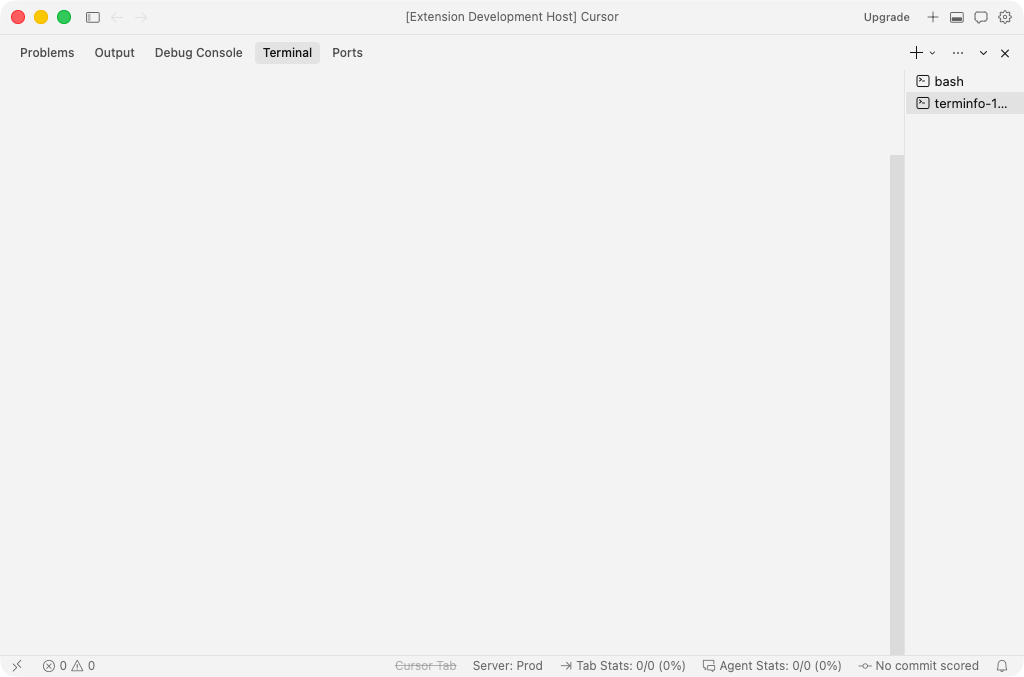 [Extension Development Host] Cursor
Upgrade
Problems Output Debug Console Terminal Ports
bash
terminfo-1...
0 0 Cursor Tab Server: Prod Tab Stats: 0/0 (0%) Agent Stats: 0/0 (0%) No commit scored